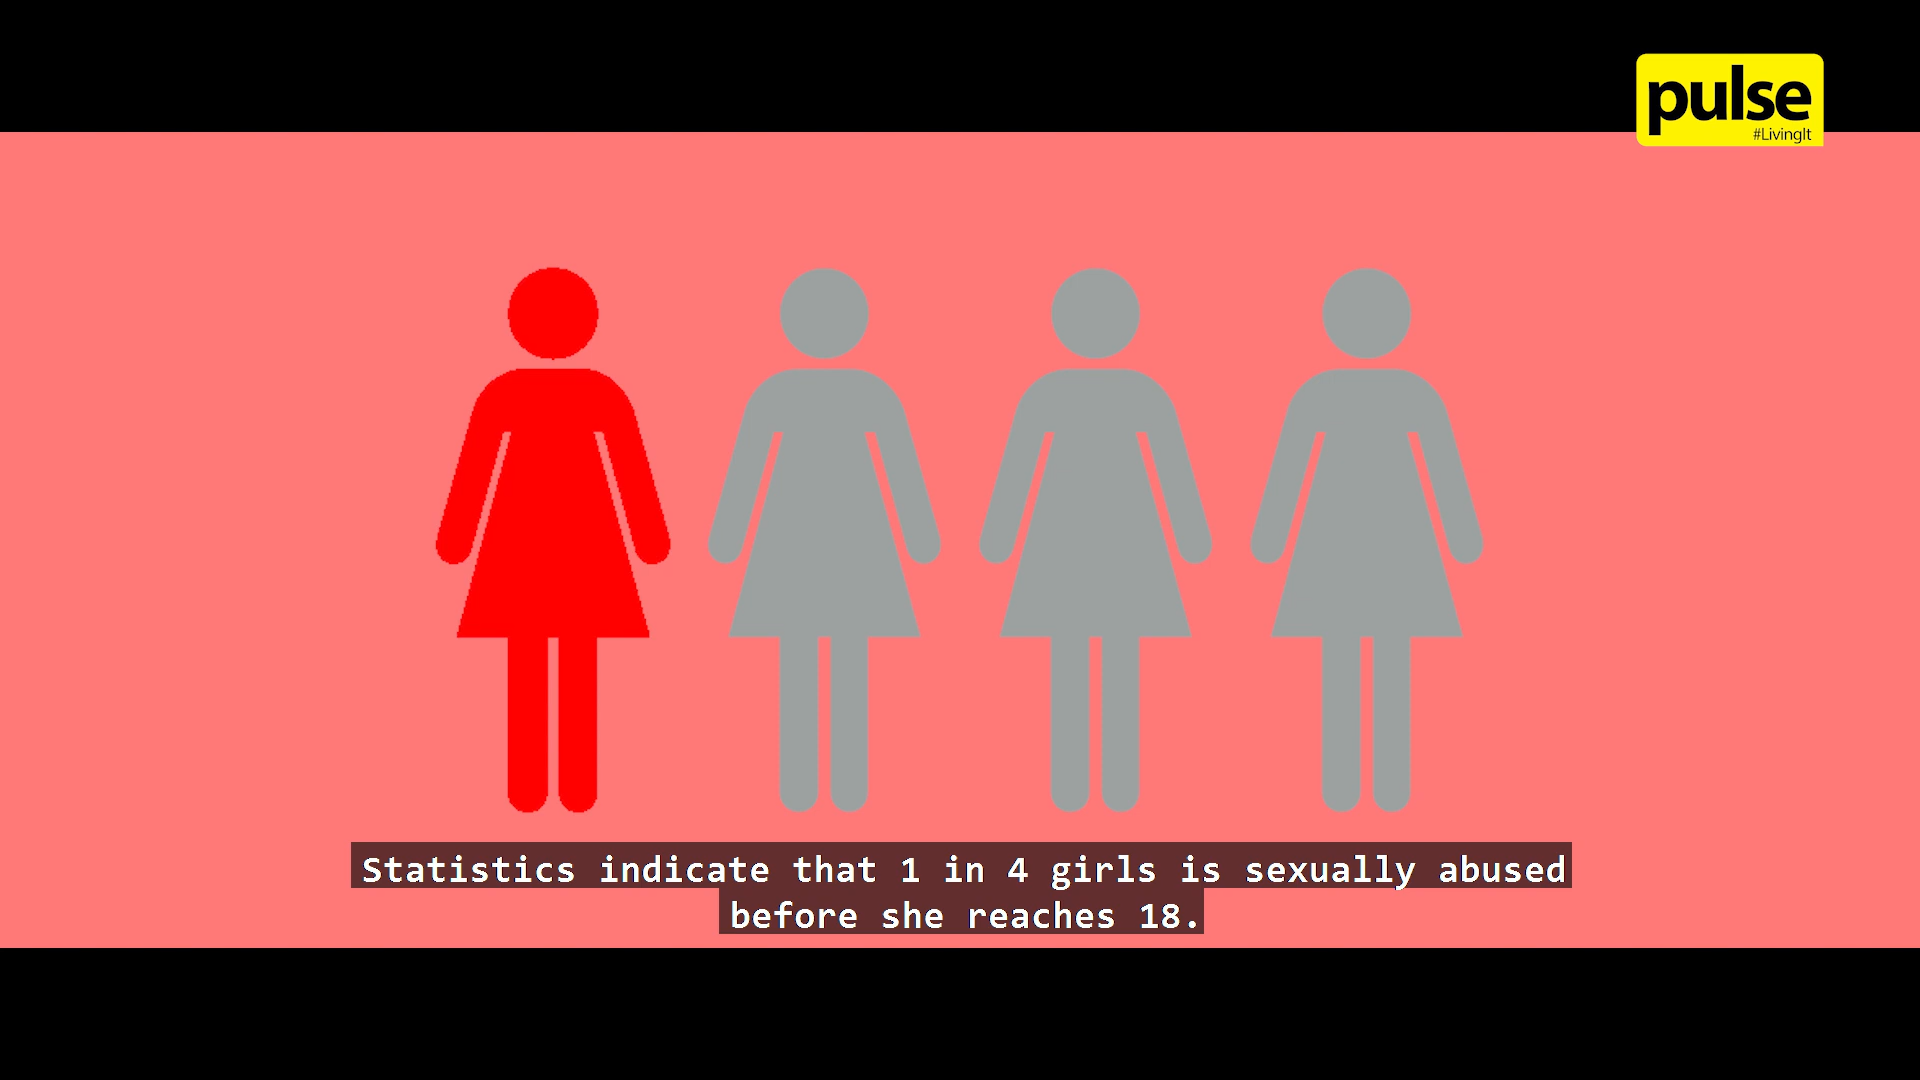 pulse
#LivingIt
Statistics indicate that 1 in 4 girls is sexually abused
before she reaches 18.